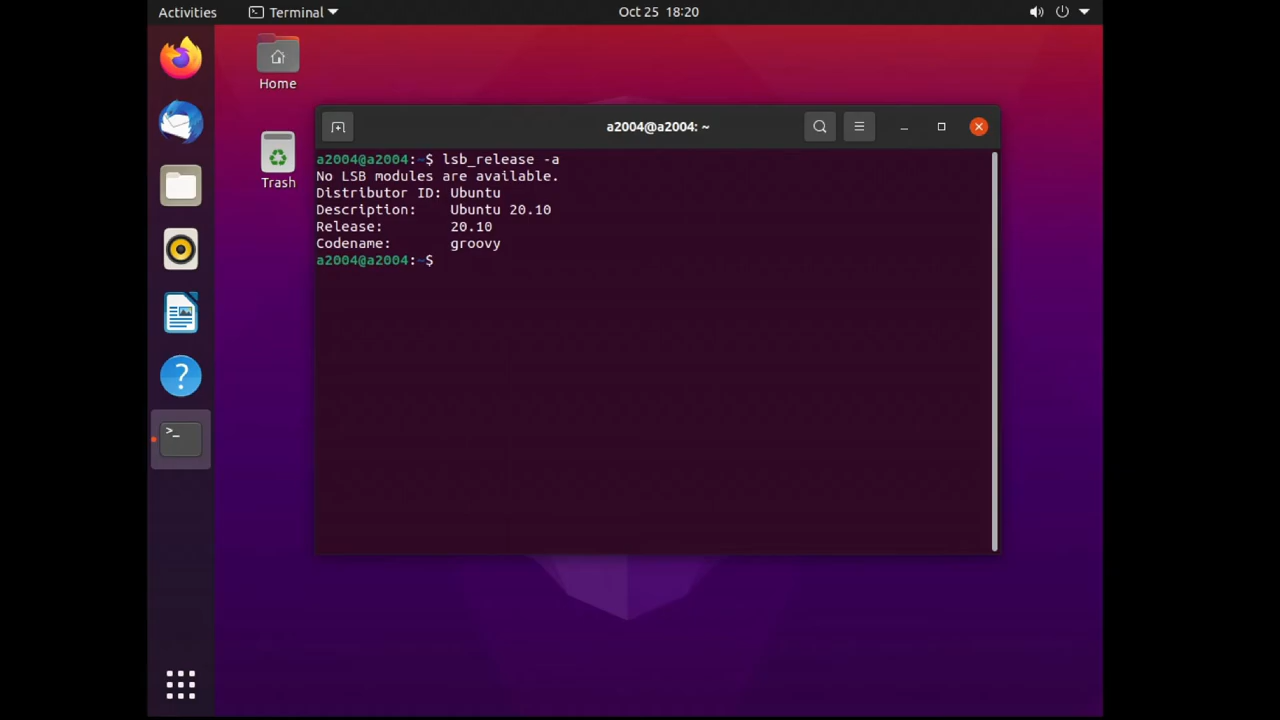 Activities
Terminal
Oct 25 18:20
Home
Trash
a2004@a2004: ~
a2004@a2004:~$ lsb_release -a
No LSB modules are available.
Distributor ID: Ubuntu
Description:    Ubuntu 20.10
Release:        20.10
Codename:       groovy
a2004@a2004:~$